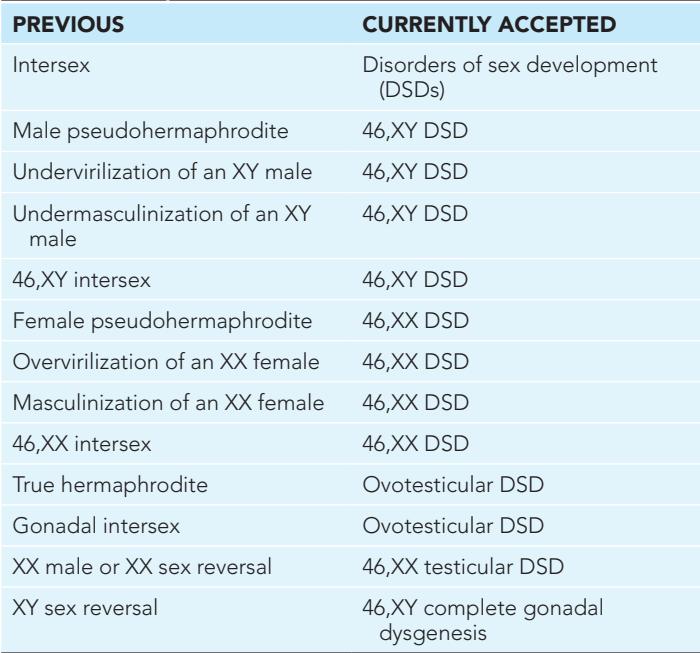 PREVIOUS CURRENTLY ACCEPTED
Intersex Disorders of sex development
(DSDs)
Male pseudohermaphrodite 46,XY DSD
Undervirilization of an XY male 46,XY DSD
Undermasculinization of an XY 46,XY DSD
male
46,XY intersex 46,XY DSD
Female pseudohermaphrodite 46,XX DSD
Overvirilization of an XX female 46,XX DSD
Masculinization of an XX female 46,XX DSD
46,XX intersex 46,XX DSD
True hermaphrodite Ovotesticular DSD
Gonadal intersex Ovotesticular DSD
XX male or XX sex reversal 46,XX testicular DSD
XY sex reversal 46,XY complete gonadal
dysgenesis